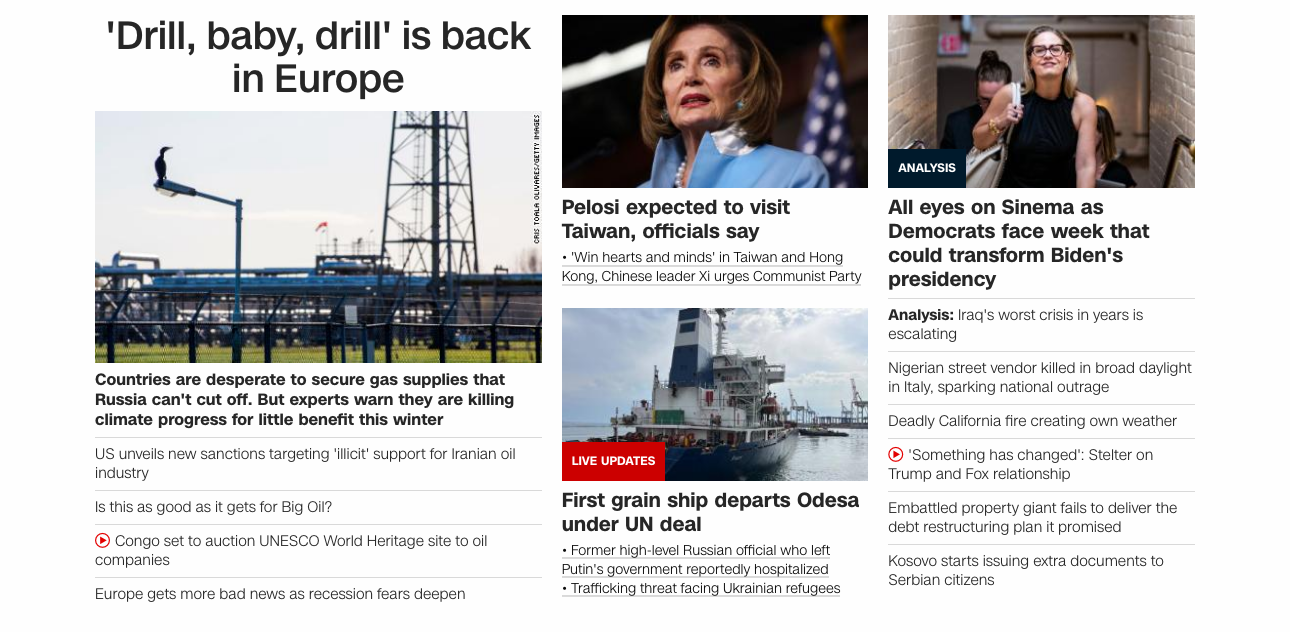 'Drill, baby, drill' is back
in Europe
CRIS TOALA OLIVARES/GETTY IMAGES
Countries are desperate to secure gas supplies that
Russia can't cut off. But experts warn they are killing
climate progress for little benefit this winter
US unveils new sanctions targeting 'illicit' support for Iranian oil
industry
Is this as good as it gets for Big Oil?
Congo set to auction UNESCO World Heritage site to oil
companies
Europe gets more bad news as recession fears deepen
Pelosi expected to visit
Taiwan, officials say
• 'Win hearts and minds' in Taiwan and Hong
Kong, Chinese leader Xi urges Communist Party
LIVE UPDATES
First grain ship departs Odesa
under UN deal
• Former high-level Russian official who left
Putin's government reportedly hospitalized
• Trafficking threat facing Ukrainian refugees
EXIT
ANALYSIS
All eyes on Sinema as
Democrats face week that
could transform Biden's
presidency
Analysis: Iraq's worst crisis in years is
escalating
Nigerian street vendor killed in broad daylight
in Italy, sparking national outrage
Deadly California fire creating own weather
'Something has changed': Stelter on
Trump and Fox relationship
Embattled property giant fails to deliver the
debt restructuring plan it promised
Kosovo starts issuing extra documents to
Serbian citizens